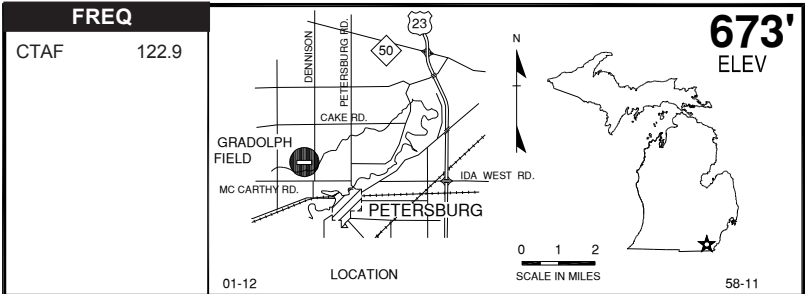 FREQ
CTAF 122.9
23
50
DENNISON
PETERSBURG RD.
CAKE RD.
GRADOLPH
FIELD
MC CARTHY RD.
IDA WEST RD.
PETERSBURG
N
673'
ELEV
0 1 2
SCALE IN MILES
01-12
LOCATION
58-11